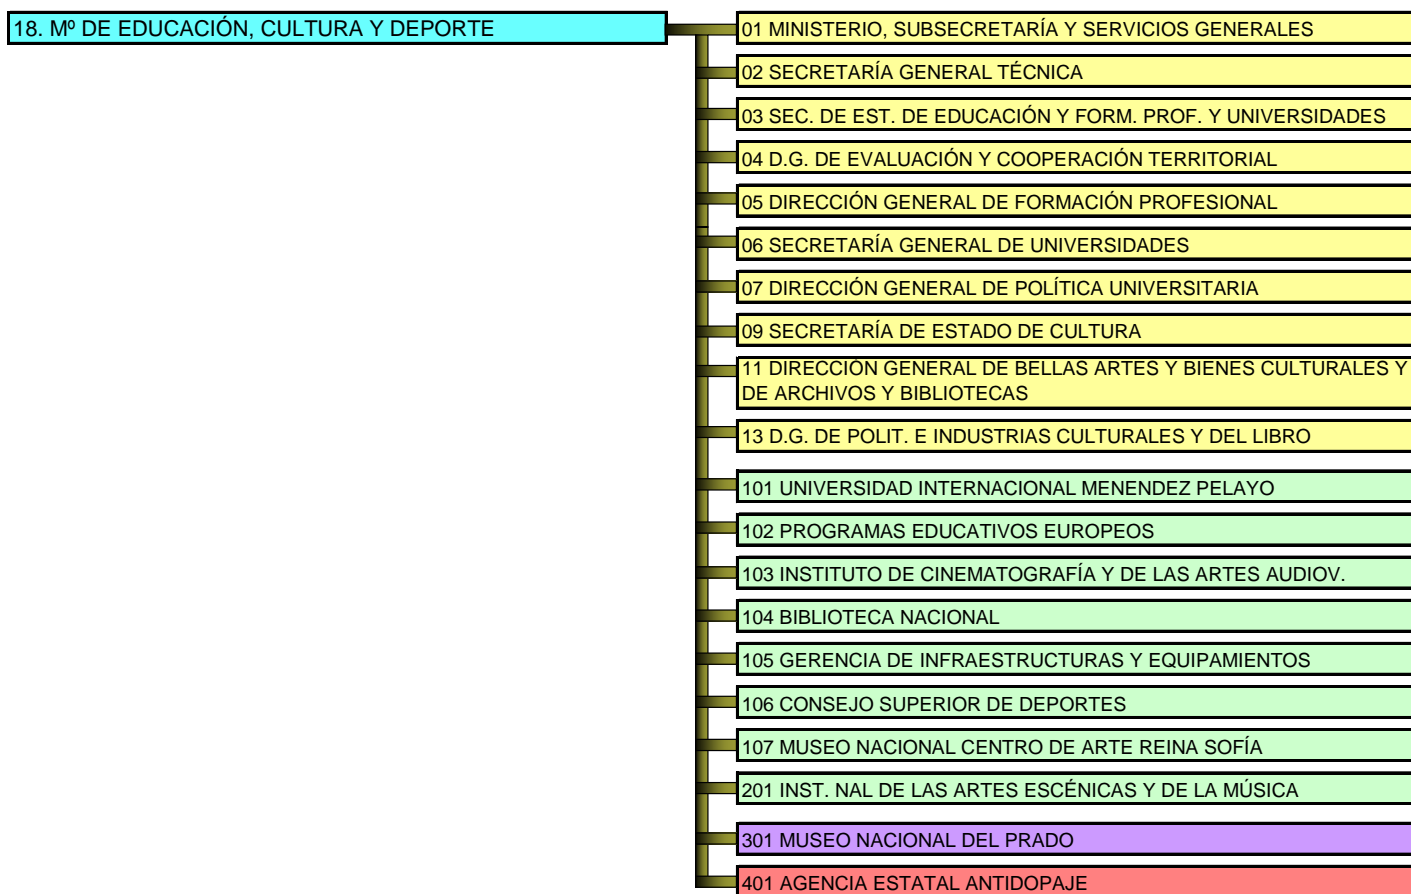 18. Mº DE EDUCACIÓN, CULTURA Y DEPORTE
01 MINISTERIO, SUBSECRETARÍA Y SERVICIOS GENERALES
02 SECRETARÍA GENERAL TÉCNICA
03 SEC. DE EST. DE EDUCACIÓN Y FORM. PROF. Y UNIVERSIDADES
04 D.G. DE EVALUACIÓN Y COOPERACIÓN TERRITORIAL
05 DIRECCIÓN GENERAL DE FORMACIÓN PROFESIONAL
06 SECRETARÍA GENERAL DE UNIVERSIDADES
07 DIRECCIÓN GENERAL DE POLÍTICA UNIVERSITARIA
09 SECRETARÍA DE ESTADO DE CULTURA
11 DIRECCIÓN GENERAL DE BELLAS ARTES Y BIENES CULTURALES Y
DE ARCHIVOS Y BIBLIOTECAS
13 D.G. DE POLIT. E INDUSTRIAS CULTURALES Y DEL LIBRO
101 UNIVERSIDAD INTERNACIONAL MENENDEZ PELAYO
102 PROGRAMAS EDUCATIVOS EUROPEOS
103 INSTITUTO DE CINEMATOGRAFÍA Y DE LAS ARTES AUDIOV.
104 BIBLIOTECA NACIONAL
105 GERENCIA DE INFRAESTRUCTURAS Y EQUIPAMIENTOS
106 CONSEJO SUPERIOR DE DEPORTES
107 MUSEO NACIONAL CENTRO DE ARTE REINA SOFÍA
201 INST. NAL DE LAS ARTES ESCÉNICAS Y DE LA MÚSICA
301 MUSEO NACIONAL DEL PRADO
401 AGENCIA ESTATAL ANTIDOPAJE